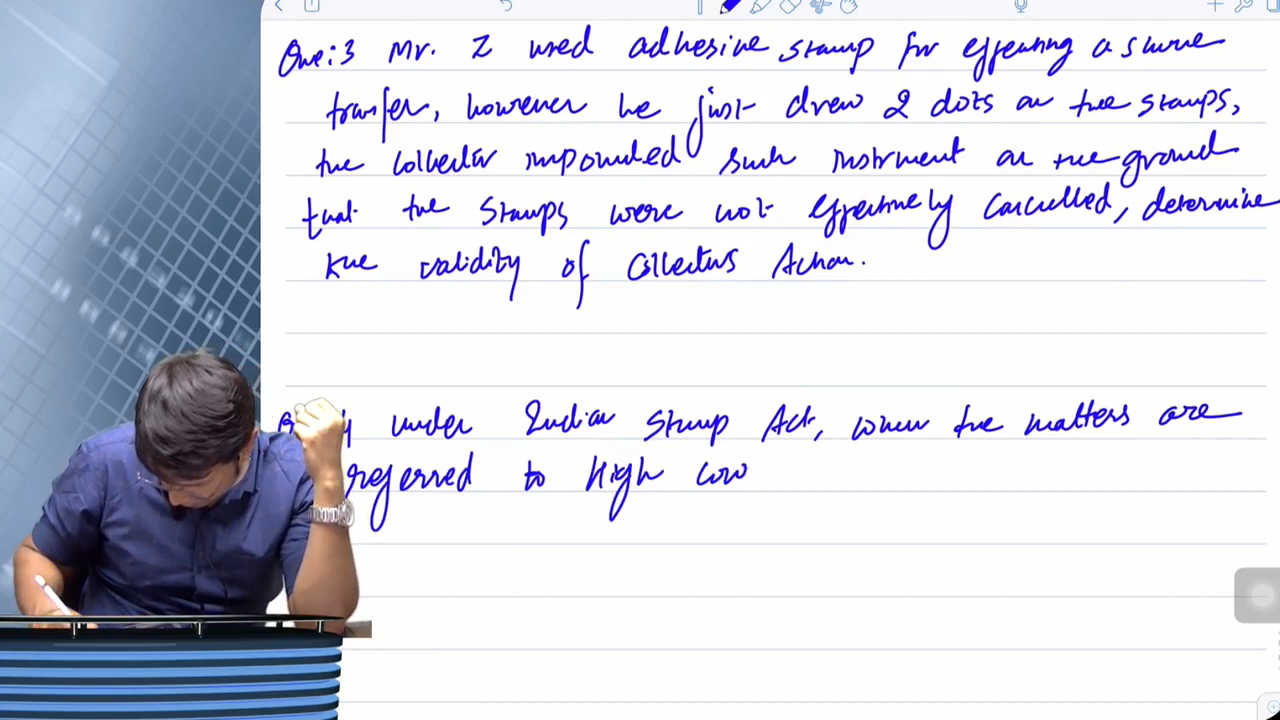 Que:3 Mr. Z used adhesive stamp for effecting a share
transfer, however he just drew 2 dots on the stamps,
the collector impounded such instrment on the ground
that the stamps were not effectively cancelled, determine
the validity of Collectors Action.
under Indian Stamp Act, when the matters are
referred to High cou